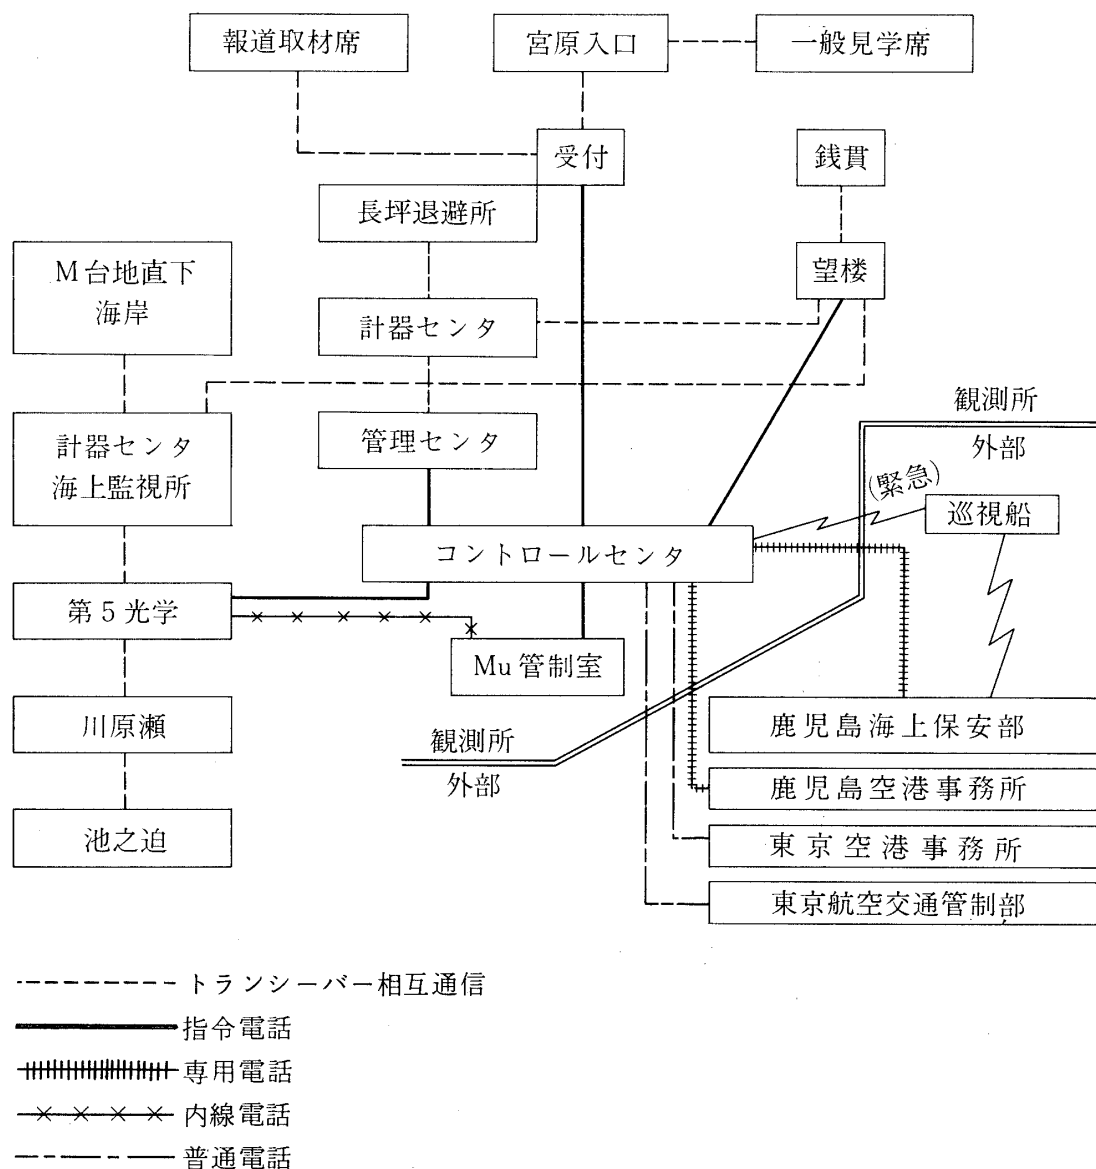 報道取材席
宮原入口
一般見学席
受付
銭貫
長坪退避所
M台地直下
海岸
望楼
計器センタ
計器センタ
海上監視所
管理センタ
観測所
外部
(緊急)
巡視船
コントロールセンタ
第5光学
Mu管制室
川原瀬
観測所
外部
鹿児島海上保安部
鹿児島空港事務所
池之迫
東京空港事務所
東京航空交通管制部
トランシーバー相互通信
指令電話
専用電話
内線電話
普通電話